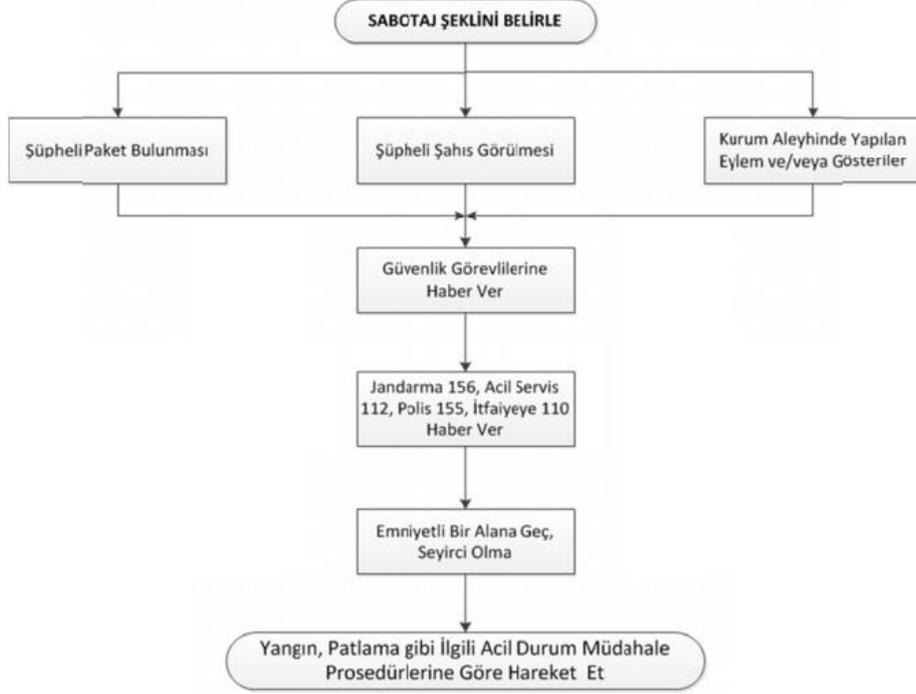 SABOTAJ ŞEKLİNİ BELİRLE
Şüpheli Paket Bulunması
Şüpheli Şahıs Görülmesi
Kurum Aleyhinde Yapılan
Eylem ve/veya Gösteriler
Güvenlik Görevlilerine
Haber Ver
Jandarma 156, Acil Servis
112, Polis 155, İtfaiyeye 110
Haber Ver
Emniyetli Bir Alana Geç,
Seyirci Olma
Yangın, Patlama gibi İlgili Acil Durum Müdahale
Prosedürlerine Göre Hareket Et